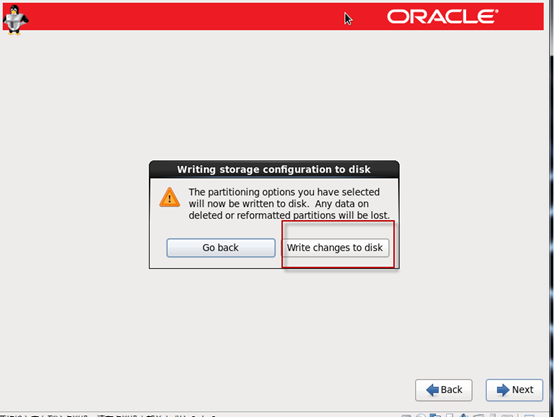 ORACLE®
Writing storage configuration to disk
The partitioning options you have selected
will now be written to disk. Any data on
deleted or reformatted partitions will be lost.
Go back
Write changes to disk
Back
Next